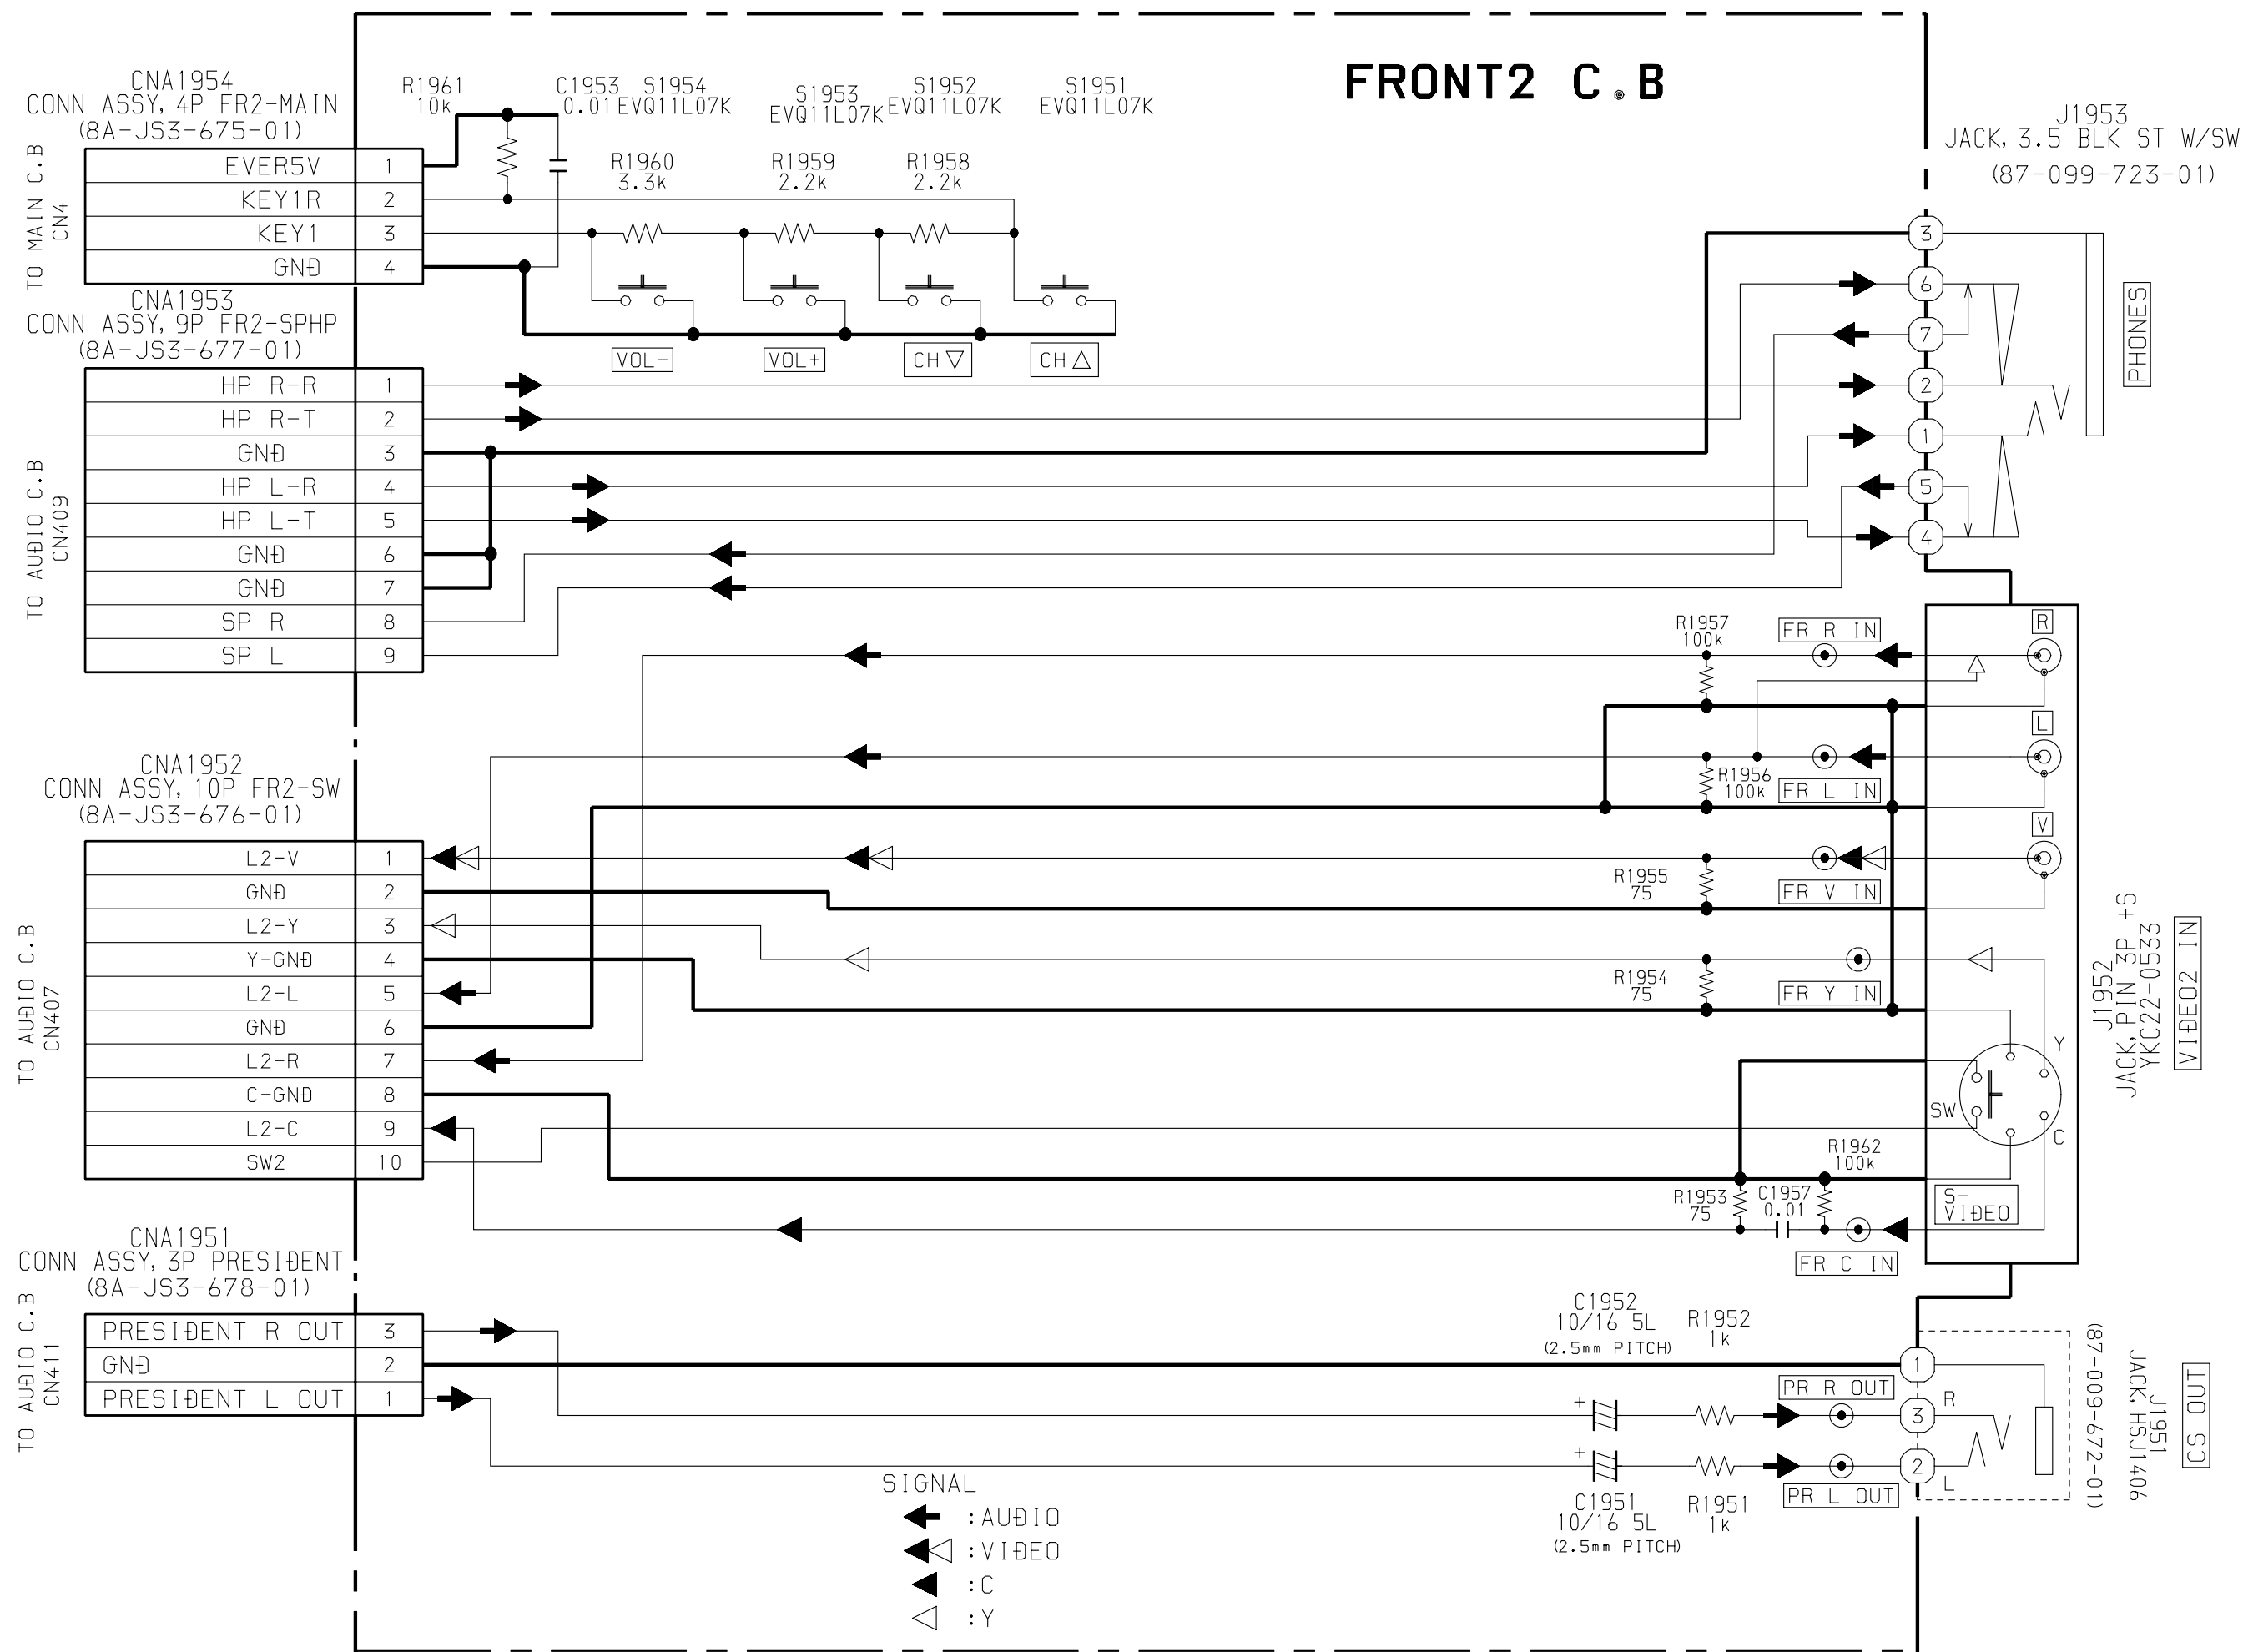 FRONT2 C.B
CNA1954
CONN ASSY, 4P FR2-MAIN
(8A-JS3-675-01)
TO MAIN C.B
CN4
EVER5V 1
KEY1R 2
KEY1 3
GND 4
R1961
10k
C1953
0.01
S1954
EVQ11L07K
S1953
EVQ11L07K
S1952
EVQ11L07K
S1951
EVQ11L07K
R1960
3.3k
R1959
2.2k
R1958
2.2k
VOL-
VOL+
CH ▽
CH △
J1953
JACK, 3.5 BLK ST W/SW
(87-099-723-01)
3
6
7
2
1
5
4
PHONES
CNA1953
CONN ASSY, 9P FR2-SPHP
(8A-JS3-677-01)
TO AUDIO C.B
CN409
HP R-R 1
HP R-T 2
GND 3
HP L-R 4
HP L-T 5
GND 6
GND 7
SP R 8
SP L 9
R1957
100k
FR R IN
R
L
R1956
100k
FR L IN
V
R1955
75
FR V IN
R1954
75
FR Y IN
Y
SW
C
R1962
100k
R1953
75
C1957
0.01
S-
VIDEO
FR C IN
J1952
JACK, PIN 3P +S
YKC22-0533
VIDEO2 IN
CNA1952
CONN ASSY, 10P FR2-SW
(8A-JS3-676-01)
TO AUDIO C.B
CN407
L2-V 1
GND 2
L2-Y 3
Y-GND 4
L2-L 5
GND 6
L2-R 7
C-GND 8
L2-C 9
SW2 10
CNA1951
CONN ASSY, 3P PRESIDENT
(8A-JS3-678-01)
TO AUDIO C.B
CN411
PRESIDENT R OUT 3
GND 2
PRESIDENT L OUT 1
C1952
10/16 5L
(2.5mm PITCH)
R1952
1k
+
PR R OUT
+
C1951
10/16 5L
(2.5mm PITCH)
R1951
1k
PR L OUT
1
3
R
2
L
(87-009-672-01)
J1951
JACK, HSJ1406
CS OUT
SIGNAL
:AUDIO
:VIDEO
:C
:Y